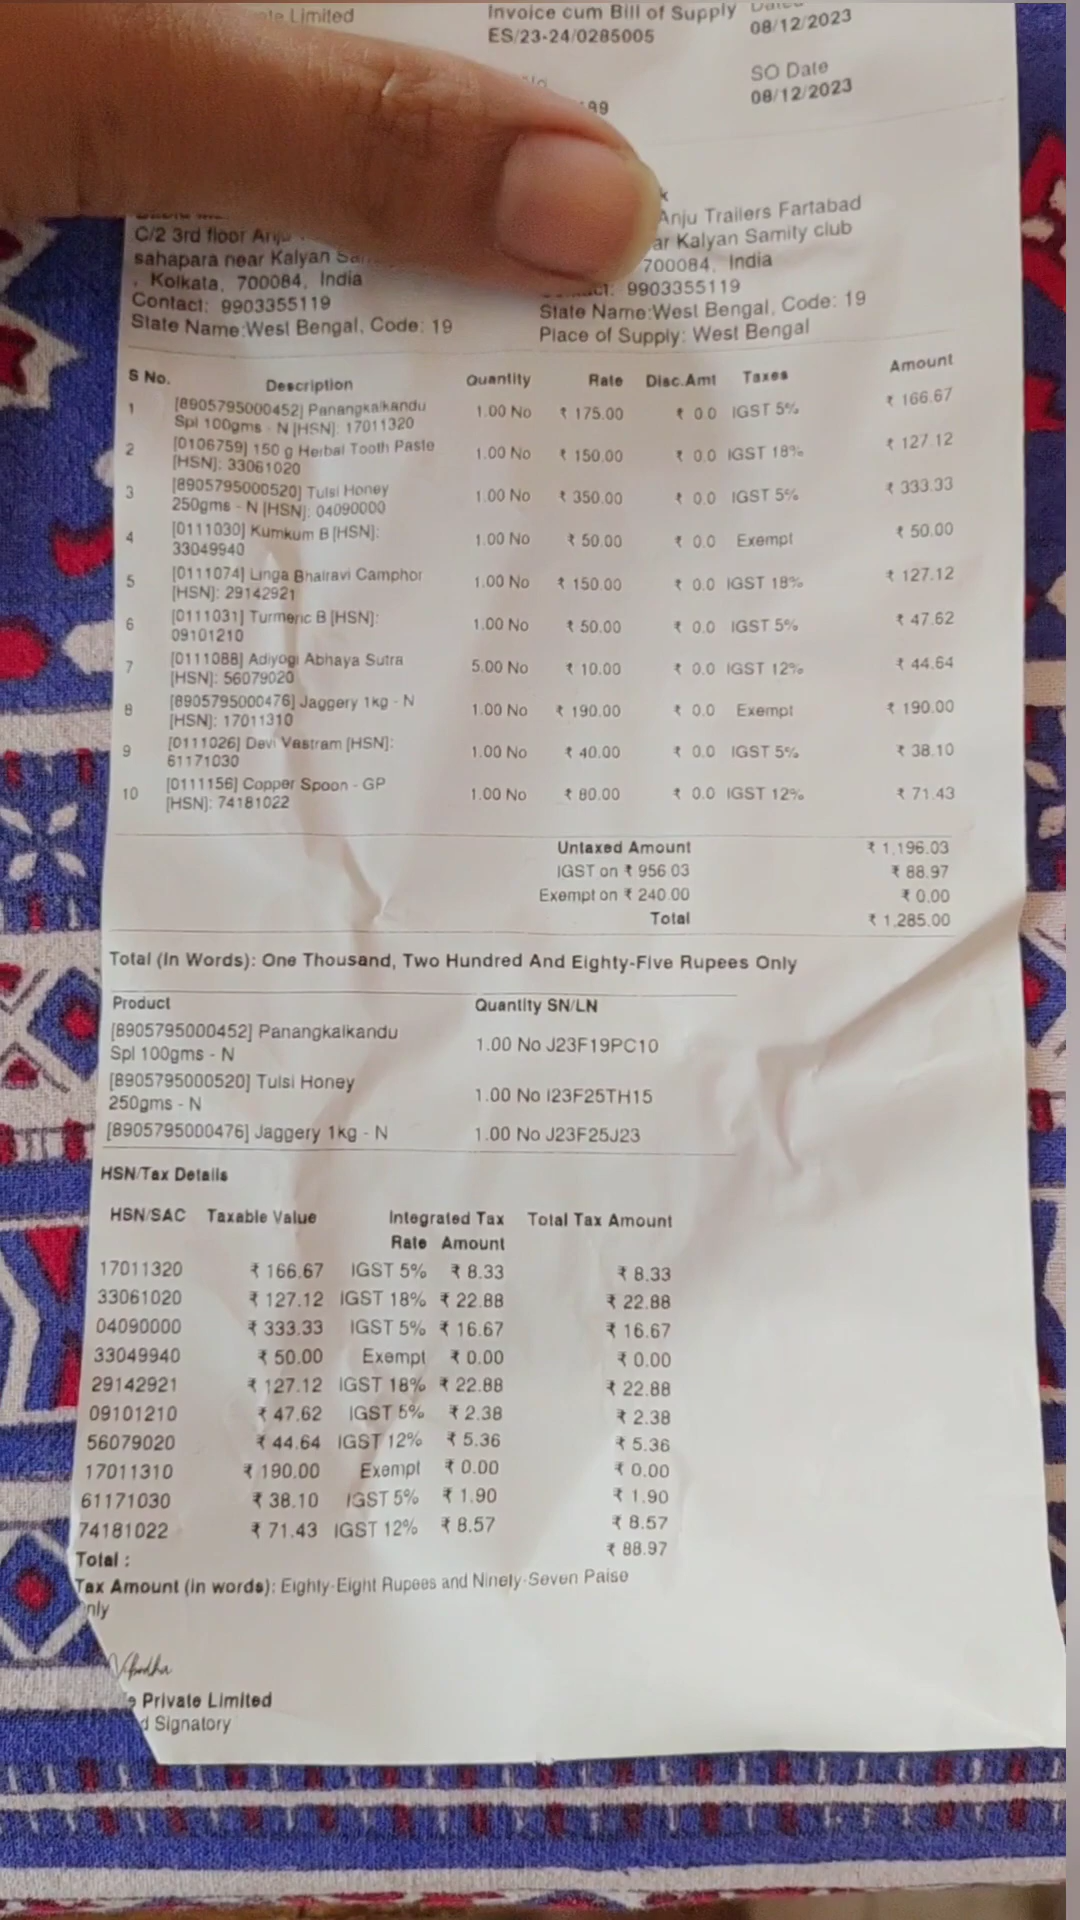 Limited
Invoice cum Bill of Supply
ES/23-24/0285005
Dated
08/12/2023
SO Date
08/12/2023
C/2 3rd floor Anju
sahapara near Kalyan
, Kolkata, 700084, India
Contact: 9903355119
State Name:West Bengal, Code: 19
Anju Trailers Fartabad
Kalyan Samity club
700084, India
9903355119
State Name:West Bengal, Code: 19
Place of Supply: West Bengal
S No. Description Quantity Rate Disc.Amt Taxes Amount
1 [8905795000452] Panangkalkandu
Spl 100gms - N [HSN]: 17011320 1.00 No ₹ 175.00 ₹ 0.0 IGST 5% ₹ 166.67
2 [0106759] 150 g Herbal Tooth Paste
[HSN]: 33061020 1.00 No ₹ 150.00 ₹ 0.0 IGST 18% ₹ 127.12
3 [8905795000520] Tulsi Honey
250gms - N [HSN]: 04090000 1.00 No ₹ 350.00 ₹ 0.0 IGST 5% ₹ 333.33
4 [0111030] Kumkum B [HSN]:
33049940 1.00 No ₹ 50.00 ₹ 0.0 Exempt ₹ 50.00
5 [0111074] Linga Bhairavi Camphor
[HSN]: 29142921 1.00 No ₹ 150.00 ₹ 0.0 IGST 18% ₹ 127.12
6 [0111031] Turmeric B [HSN]:
09101210 1.00 No ₹ 50.00 ₹ 0.0 IGST 5% ₹ 47.62
7 [0111088] Adiyogi Abhaya Sutra
[HSN]: 56079020 5.00 No ₹ 10.00 ₹ 0.0 IGST 12% ₹ 44.64
8 [8905795000476] Jaggery 1kg - N
[HSN]: 17011310 1.00 No ₹ 190.00 ₹ 0.0 Exempt ₹ 190.00
9 [0111026] Devi Vastram [HSN]:
61171030 1.00 No ₹ 40.00 ₹ 0.0 IGST 5% ₹ 38.10
10 [0111156] Copper Spoon - GP
[HSN]: 74181022 1.00 No ₹ 80.00 ₹ 0.0 IGST 12% ₹ 71.43
Untaxed Amount ₹ 1,196.03
IGST on ₹ 956.03 ₹ 88.97
Exempt on ₹ 240.00 ₹ 0.00
Total ₹ 1,285.00
Total (In Words): One Thousand, Two Hundred And Eighty-Five Rupees Only
Product Quantity SN/LN
[8905795000452] Panangkalkandu
Spl 100gms - N 1.00 No J23F19PC10
[8905795000520] Tulsi Honey
250gms - N 1.00 No I23F25TH15
[8905795000476] Jaggery 1kg - N 1.00 No J23F25J23
HSN/Tax Details
HSN/SAC Taxable Value Integrated Tax Total Tax Amount
Rate Amount
17011320 ₹ 166.67 IGST 5% ₹ 8.33 ₹ 8.33
33061020 ₹ 127.12 IGST 18% ₹ 22.88 ₹ 22.88
04090000 ₹ 333.33 IGST 5% ₹ 16.67 ₹ 16.67
33049940 ₹ 50.00 Exempt ₹ 0.00 ₹ 0.00
29142921 ₹ 127.12 IGST 18% ₹ 22.88 ₹ 22.88
09101210 ₹ 47.62 IGST 5% ₹ 2.38 ₹ 2.38
56079020 ₹ 44.64 IGST 12% ₹ 5.36 ₹ 5.36
17011310 ₹ 190.00 Exempt ₹ 0.00 ₹ 0.00
61171030 ₹ 38.10 IGST 5% ₹ 1.90 ₹ 1.90
74181022 ₹ 71.43 IGST 12% ₹ 8.57 ₹ 8.57
Total : ₹ 88.97
Tax Amount (in words): Eighty-Eight Rupees and Ninety-Seven Paise
nly
Private Limited
d Signatory